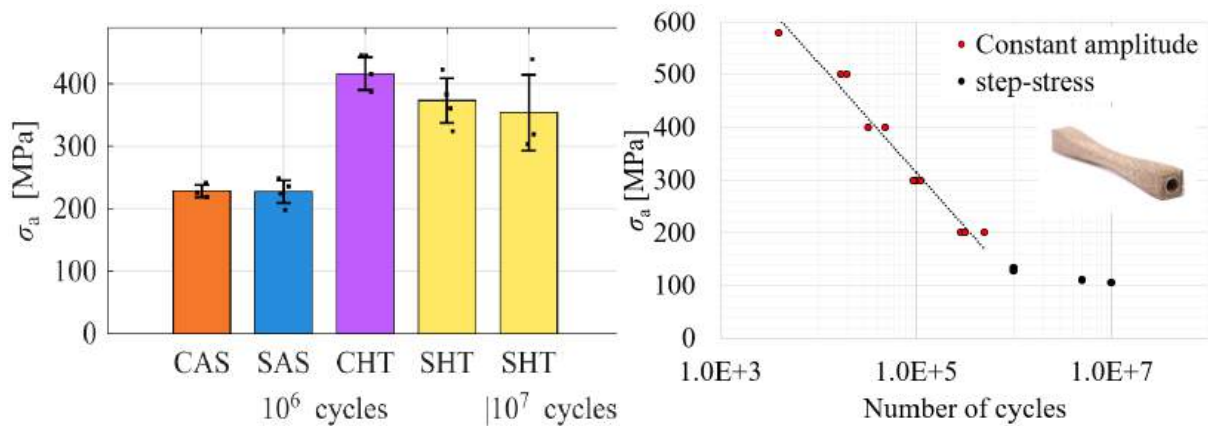 σa [MPa]
400
300
200
100
0
CAS SAS CHT SHT SHT
10⁶ cycles |10⁷ cycles
σa [MPa]
600
500
400
300
200
100
0
Constant amplitude
step-stress
1.0E+3 1.0E+5 1.0E+7
Number of cycles